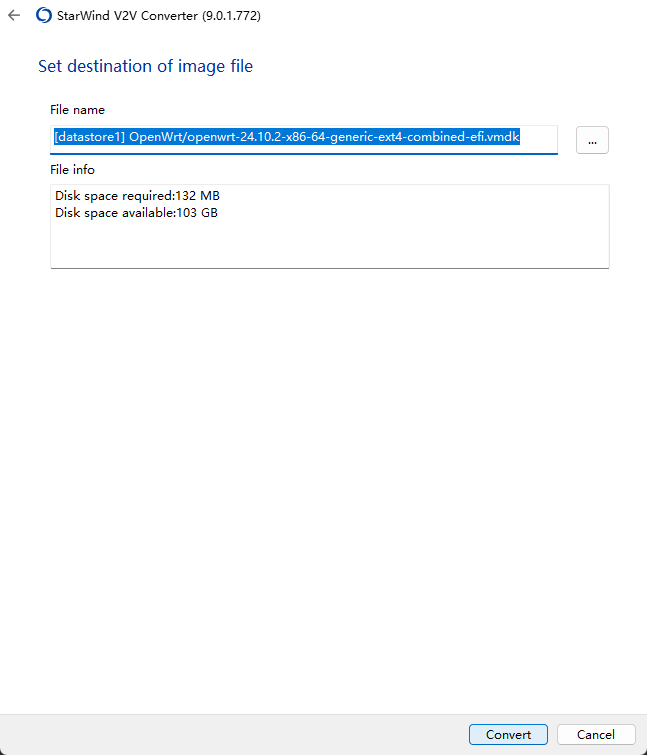 StarWind V2V Converter (9.0.1.772)
Set destination of image file
File name
[datastore1] OpenWrt/openwrt-24.10.2-x86-64-generic-ext4-combined-efi.vmdk
...
File info
Disk space required:132 MB
Disk space available:103 GB
Convert
Cancel